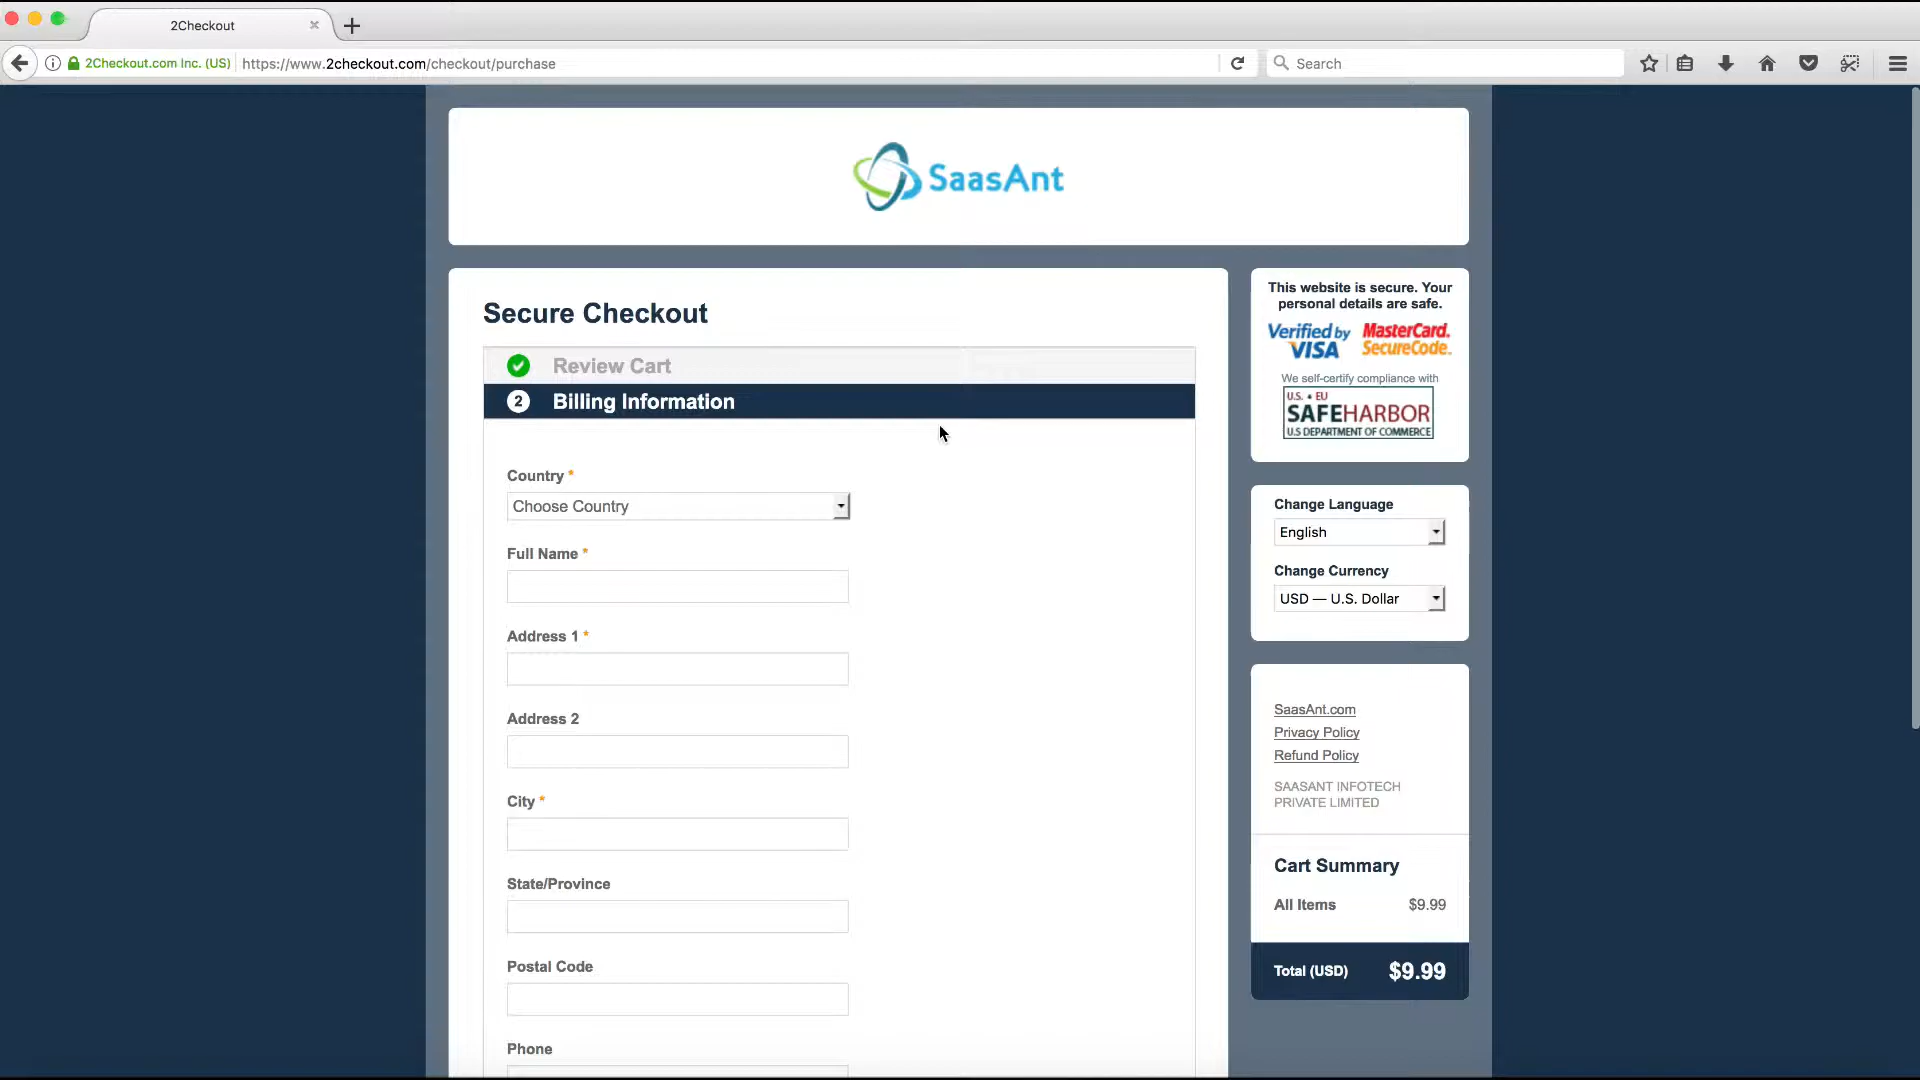 2Checkout
2Checkout.com Inc. (US)
https://www.2checkout.com/checkout/purchase
Search
SaasAnt
Secure Checkout
Review Cart
2 Billing Information
Country *
Choose Country
Full Name *
Address 1 *
Address 2
City *
State/Province
Postal Code
Phone
This website is secure. Your
personal details are safe.
Verified by VISA
MasterCard. SecureCode.
We self-certify compliance with
U.S. • EU
SAFEHARBOR
U.S DEPARTMENT OF COMMERCE
Change Language
English
Change Currency
USD — U.S. Dollar
SaasAnt.com
Privacy Policy
Refund Policy
SAASANT INFOTECH
PRIVATE LIMITED
Cart Summary
All Items $9.99
Total (USD) $9.99